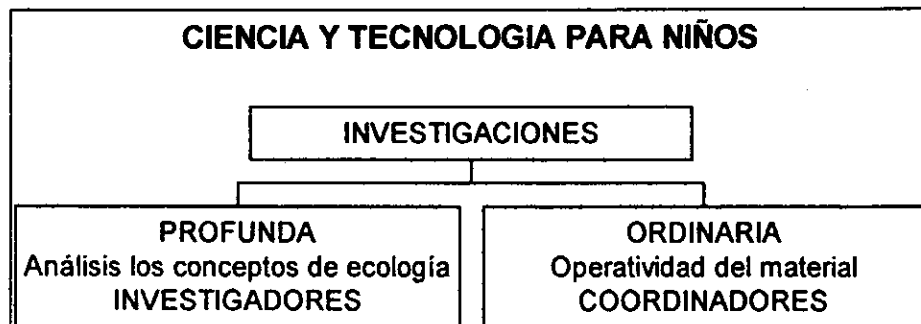 CIENCIA Y TECNOLOGIA PARA NIÑOS
INVESTIGACIONES
PROFUNDA
Análisis los conceptos de ecología
INVESTIGADORES
ORDINARIA
Operatividad del material
COORDINADORES